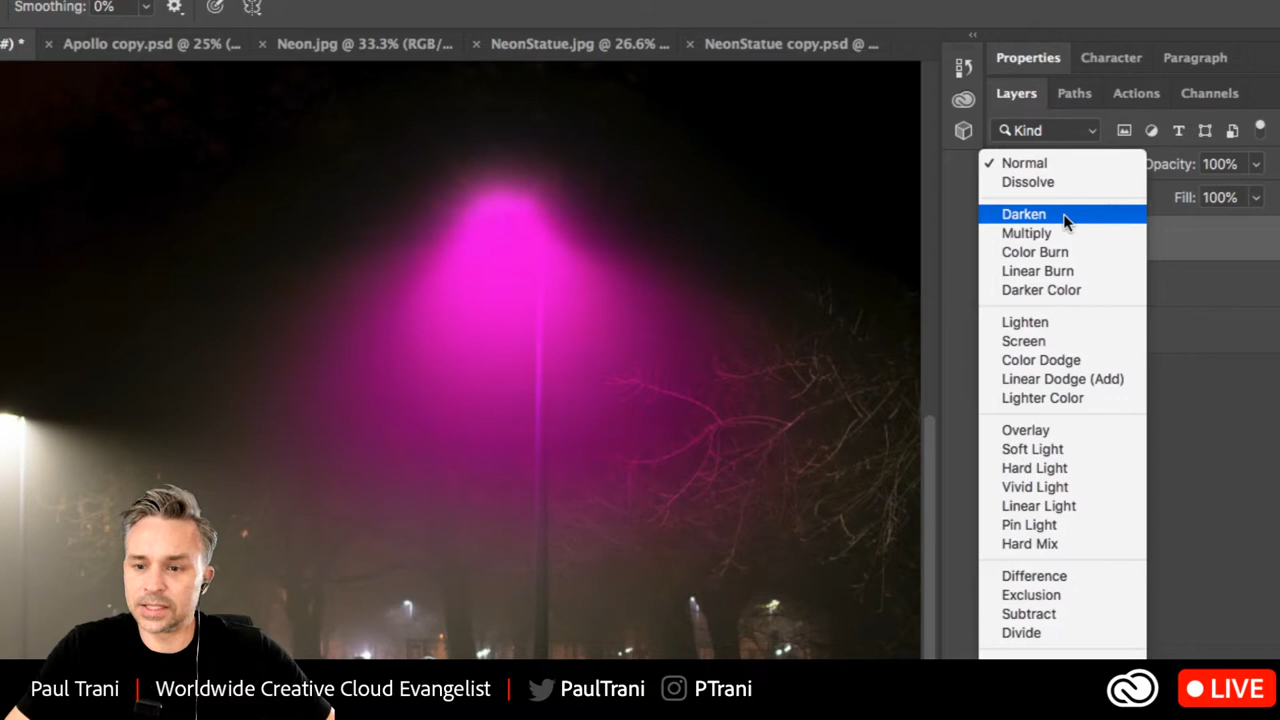 Smoothing: 0%
#) * × Apollo copy.psd @ 25% (... × Neon.jpg @ 33.3% (RGB/... × NeonStatue.jpg @ 26.6% ... × NeonStatue copy.psd @ ...
Properties Character Paragraph
Layers Paths Actions Channels
Kind
Opacity: 100%
Fill: 100%
✓ Normal
Dissolve
Darken
Multiply
Color Burn
Linear Burn
Darker Color
Lighten
Screen
Color Dodge
Linear Dodge (Add)
Lighter Color
Overlay
Soft Light
Hard Light
Vivid Light
Linear Light
Pin Light
Hard Mix
Difference
Exclusion
Subtract
Divide
Paul Trani | Worldwide Creative Cloud Evangelist | PaulTrani PTrani
LIVE